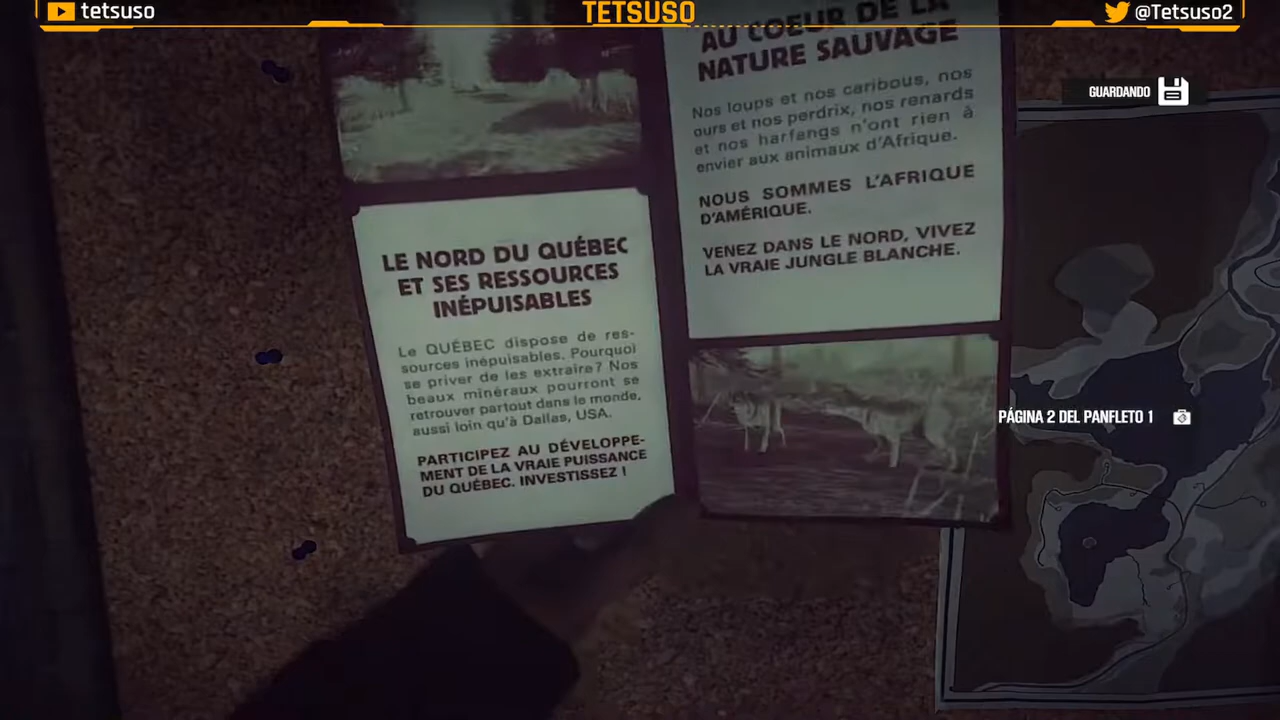 tetsuso
TETSUSO
@Tetsuso2
AU COEUR DE LA
NATURE SAUVAGE
Nos loups et nos caribous, nos
ours et nos perdrix, nos renards
et nos harfangs n'ont rien à
envier aux animaux d'Afrique.
NOUS SOMMES L'AFRIQUE
D'AMÉRIQUE.
VENEZ DANS LE NORD, VIVEZ
LA VRAIE JUNGLE BLANCHE.
GUARDANDO
LE NORD DU QUÉBEC
ET SES RESSOURCES
INÉPUISABLES
Le QUÉBEC dispose de res-
sources inépuisables. Pourquoi
se priver de les extraire? Nos
beaux minéraux pourront se
retrouver partout dans le monde,
aussi loin qu'à Dallas, USA.
PARTICIPEZ AU DÉVELOPPE-
MENT DE LA VRAIE PUISSANCE
DU QUÉBEC. INVESTISSEZ !
PÁGINA 2 DEL PANFLETO 1